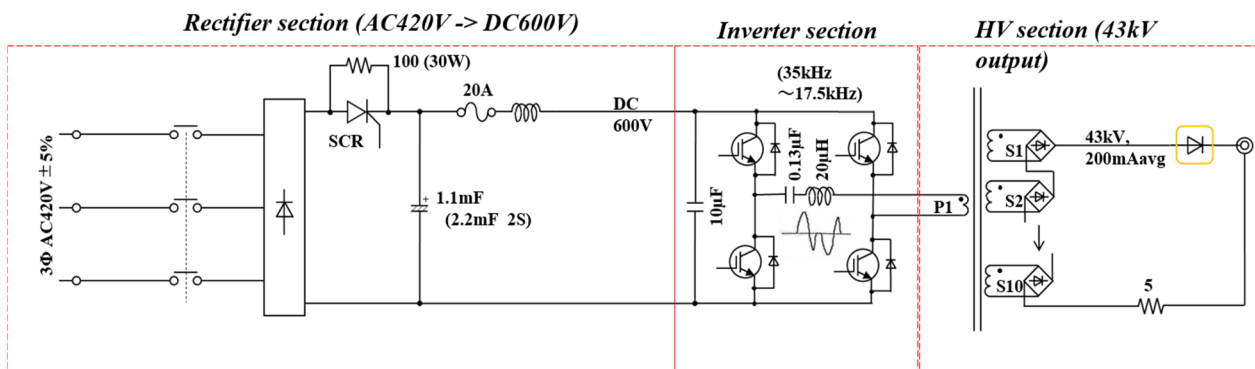 Rectifier section (AC420V -> DC600V)
Inverter section
HV section (43kV
output)
100 (30W)
SCR
20A
DC
600V
(35kHz
~17.5kHz)
3Φ AC420V±5%
1.1mF
(2.2mF 2S)
10μF
0.13μF
20μH
P1
S1
S2
S10
43kV,
200mAavg
5